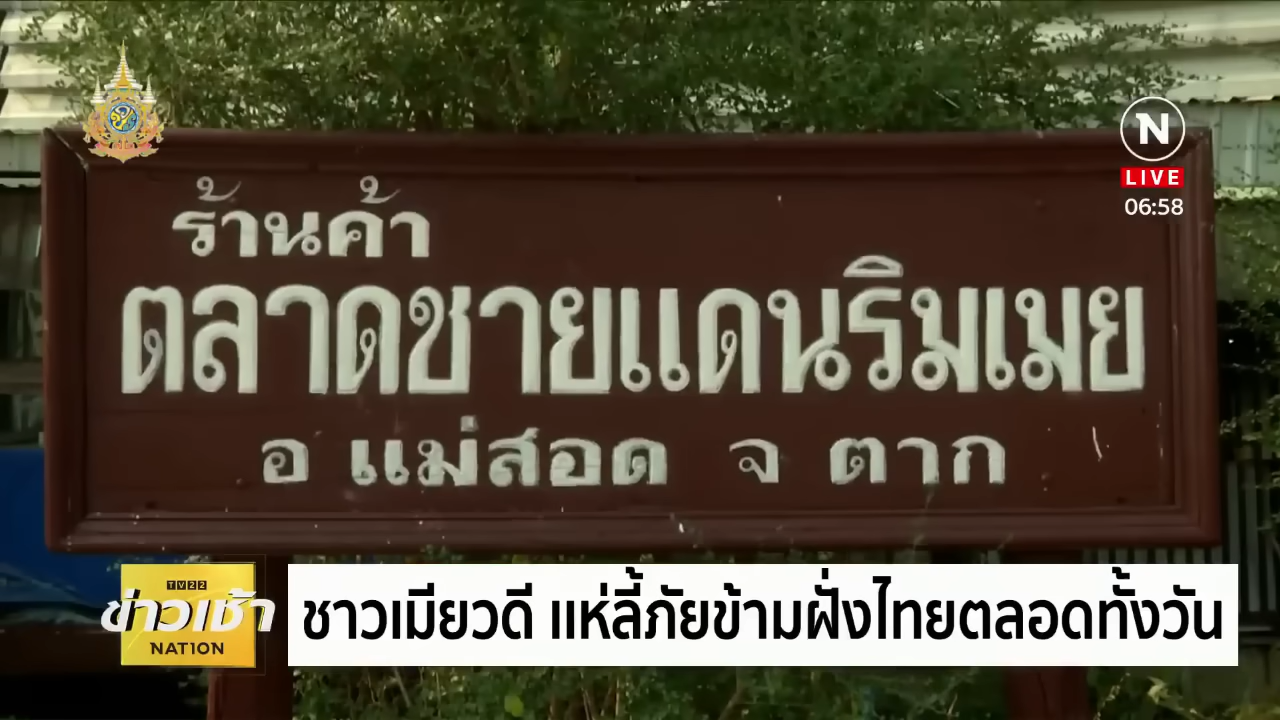 N
LIVE
06:58
ร้านค้า
ตลาดชายแดนริมเมย
อ แม่สอด จ ตาก
TV22
ข่าวเช้า
NATION
ชาวเมียวดี แห่ลี้ภัยข้ามฝั่งไทยตลอดทั้งวัน